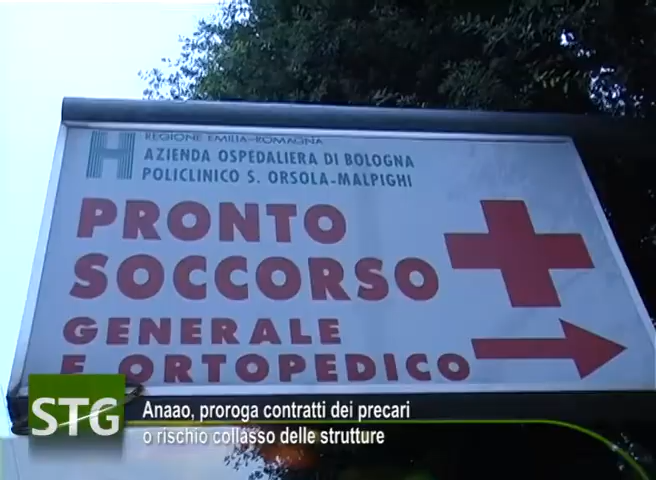 H
REGIONE EMILIA-ROMAGNA
AZIENDA OSPEDALIERA DI BOLOGNA
POLICLINICO S. ORSOLA-MALPIGHI
PRONTO
SOCCORSO
GENERALE
E ORTOPEDICO
STG
Anaao, proroga contratti dei precari
o rischio collasso delle strutture